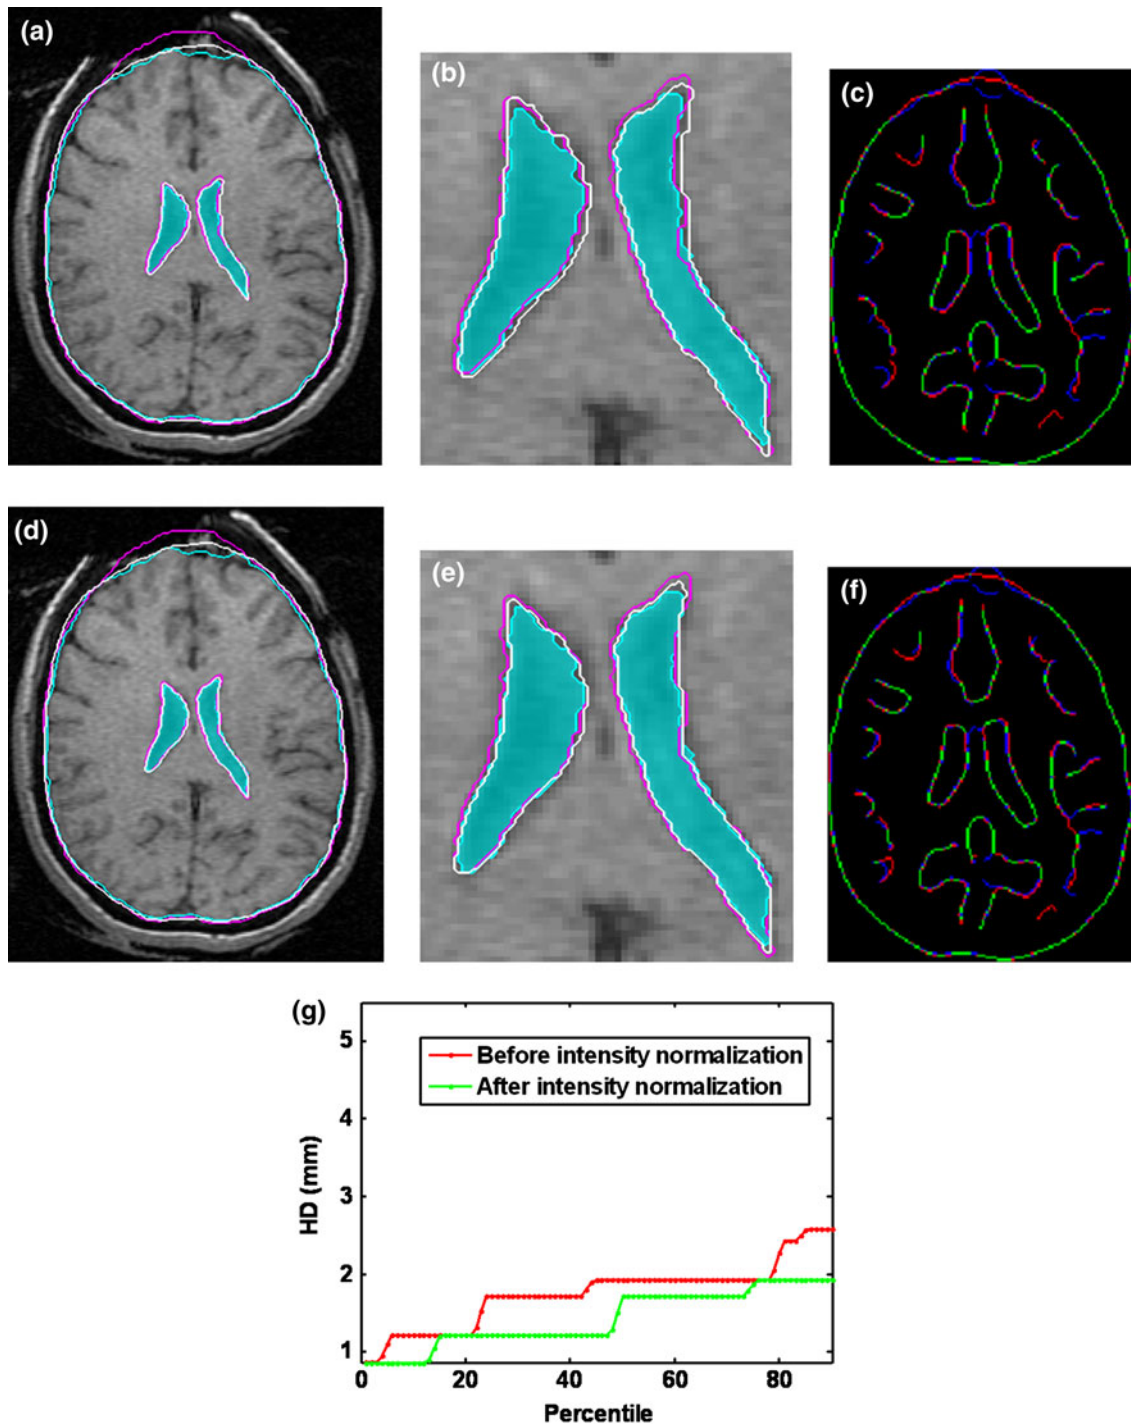 (a)
(b)
(c)
(d)
(e)
(f)
(g)
5
4
3
2
1
HD (mm)
Before intensity normalization
After intensity normalization
0
20
40
60
80
Percentile